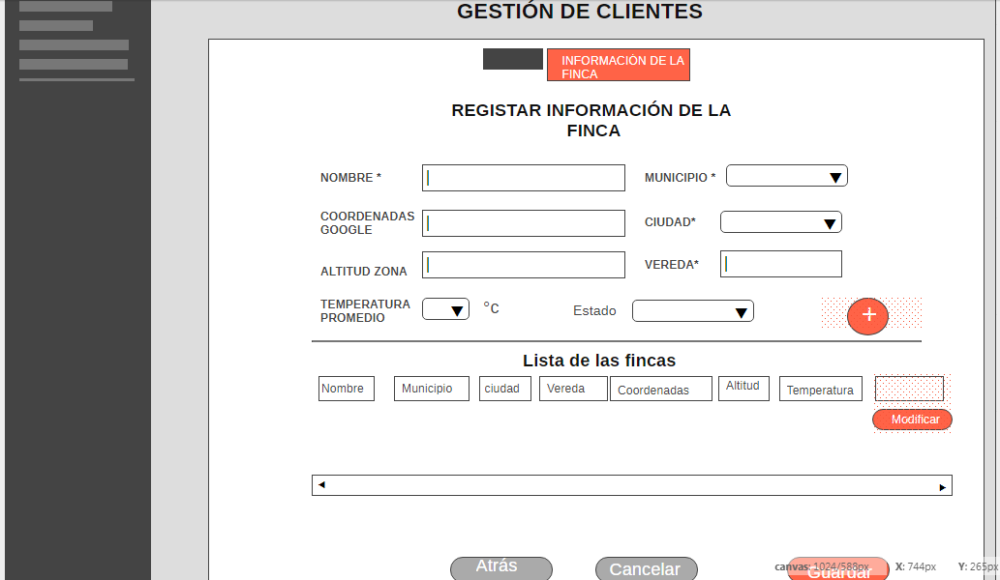 GESTIÓN DE CLIENTES
INFORMACIÓN DE LA
FINCA
REGISTAR INFORMACIÓN DE LA
FINCA
NOMBRE *
MUNICIPIO *
COORDENADAS
GOOGLE
CIUDAD*
ALTITUD ZONA
VEREDA*
TEMPERATURA
PROMEDIO
°C
Estado
+
Lista de las fincas
Nombre
Municipio
ciudad
Vereda
Coordenadas
Altitud
Temperatura
Modificar
Atrás
Cancelar
Guardar
canvas: 1024/588px
X: 744px
Y: 265px